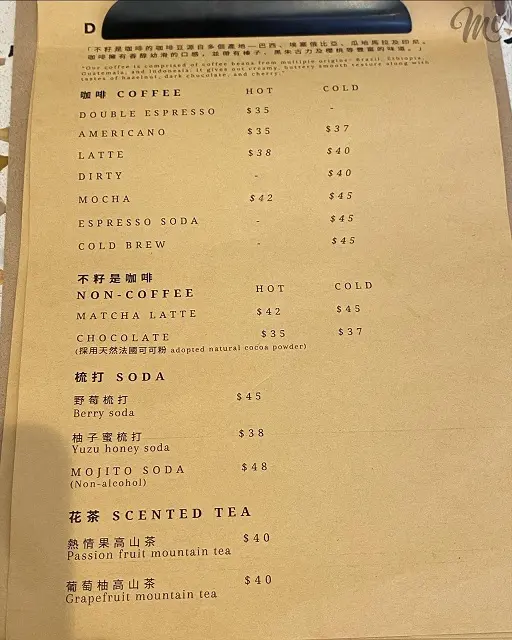 D
My
「不籽是咖啡的咖啡豆源自多個產地—巴西、埃塞俄比亞、瓜地馬拉及印尼。
咖啡擁有香醇幼滑的口感，並帶有榛子、黑朱古力及櫻桃等豐富的味道。」
"Our coffee is comprised of coffee beans from multiple origins: Brazil, Ethiopia,
Guatemala, and Indonesia. It gives out creamy, buttery smooth texture along with
tastes of hazelnut, dark chocolate, and cherry."
咖啡 COFFEE HOT COLD
DOUBLE ESPRESSO $35 -
AMERICANO $35 $37
LATTE $38 $40
DIRTY - $40
MOCHA $42 $45
ESPRESSO SODA - $45
COLD BREW - $45
不籽是咖啡
NON-COFFEE HOT COLD
MATCHA LATTE $42 $45
CHOCOLATE $35 $37
(採用天然法國可可粉 adopted natural cocoa powder)
梳打 SODA
野莓梳打 $45
Berry soda
柚子蜜梳打 $38
Yuzu honey soda
MOJITO SODA $48
(Non-alcohol)
花茶 SCENTED TEA
熱情果高山茶 $40
Passion fruit mountain tea
葡萄柚高山茶 $40
Grapefruit mountain tea